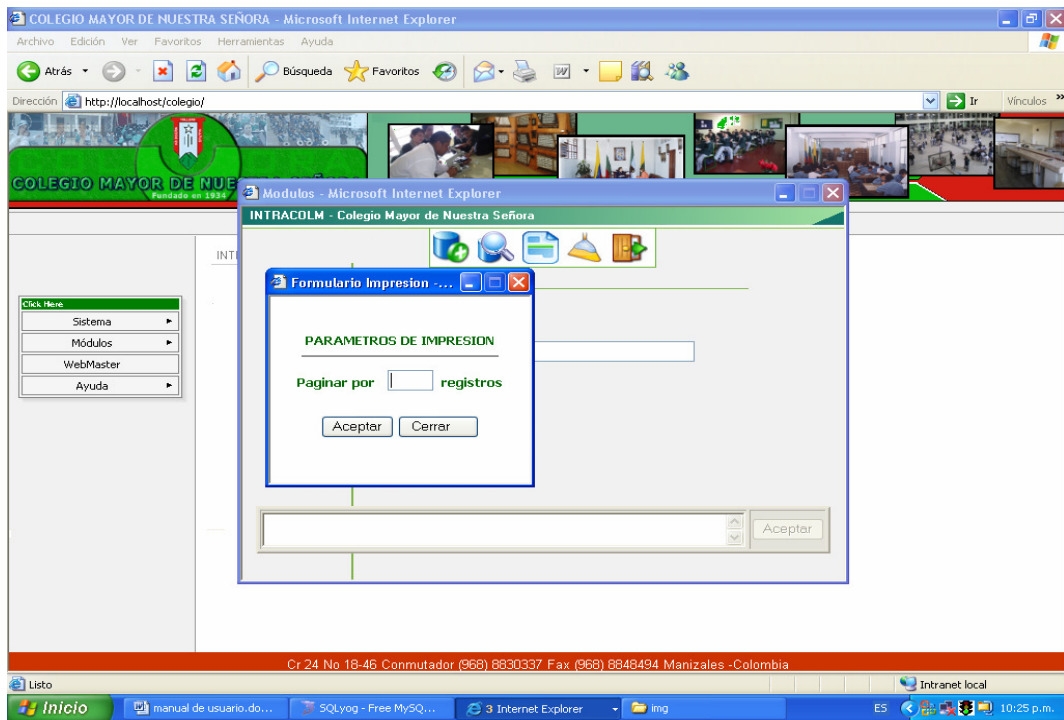 COLEGIO MAYOR DE NUESTRA SEÑORA - Microsoft Internet Explorer
Archivo Edición Ver Favoritos Herramientas Ayuda
Atrás Búsqueda Favoritos
Dirección http://localhost/colegio/ Ir Vínculos »
COLEGIO MAYOR DE NUE
Fundado en 1934
Modulos - Microsoft Internet Explorer
INTRACOLM - Colegio Mayor de Nuestra Señora
INT
Formulario Impresion -...
Click Here
Sistema
Módulos
WebMaster
Ayuda
PARAMETROS DE IMPRESION
Paginar por registros
Aceptar Cerrar
Aceptar
Cr 24 No 18-46 Conmutador (968) 8830337 Fax (968) 8848494 Manizales -Colombia
Listo Intranet local
Inicio manual de usuario.do... SQLyog - Free MySQ... 3 Internet Explorer img ES 10:25 p.m.